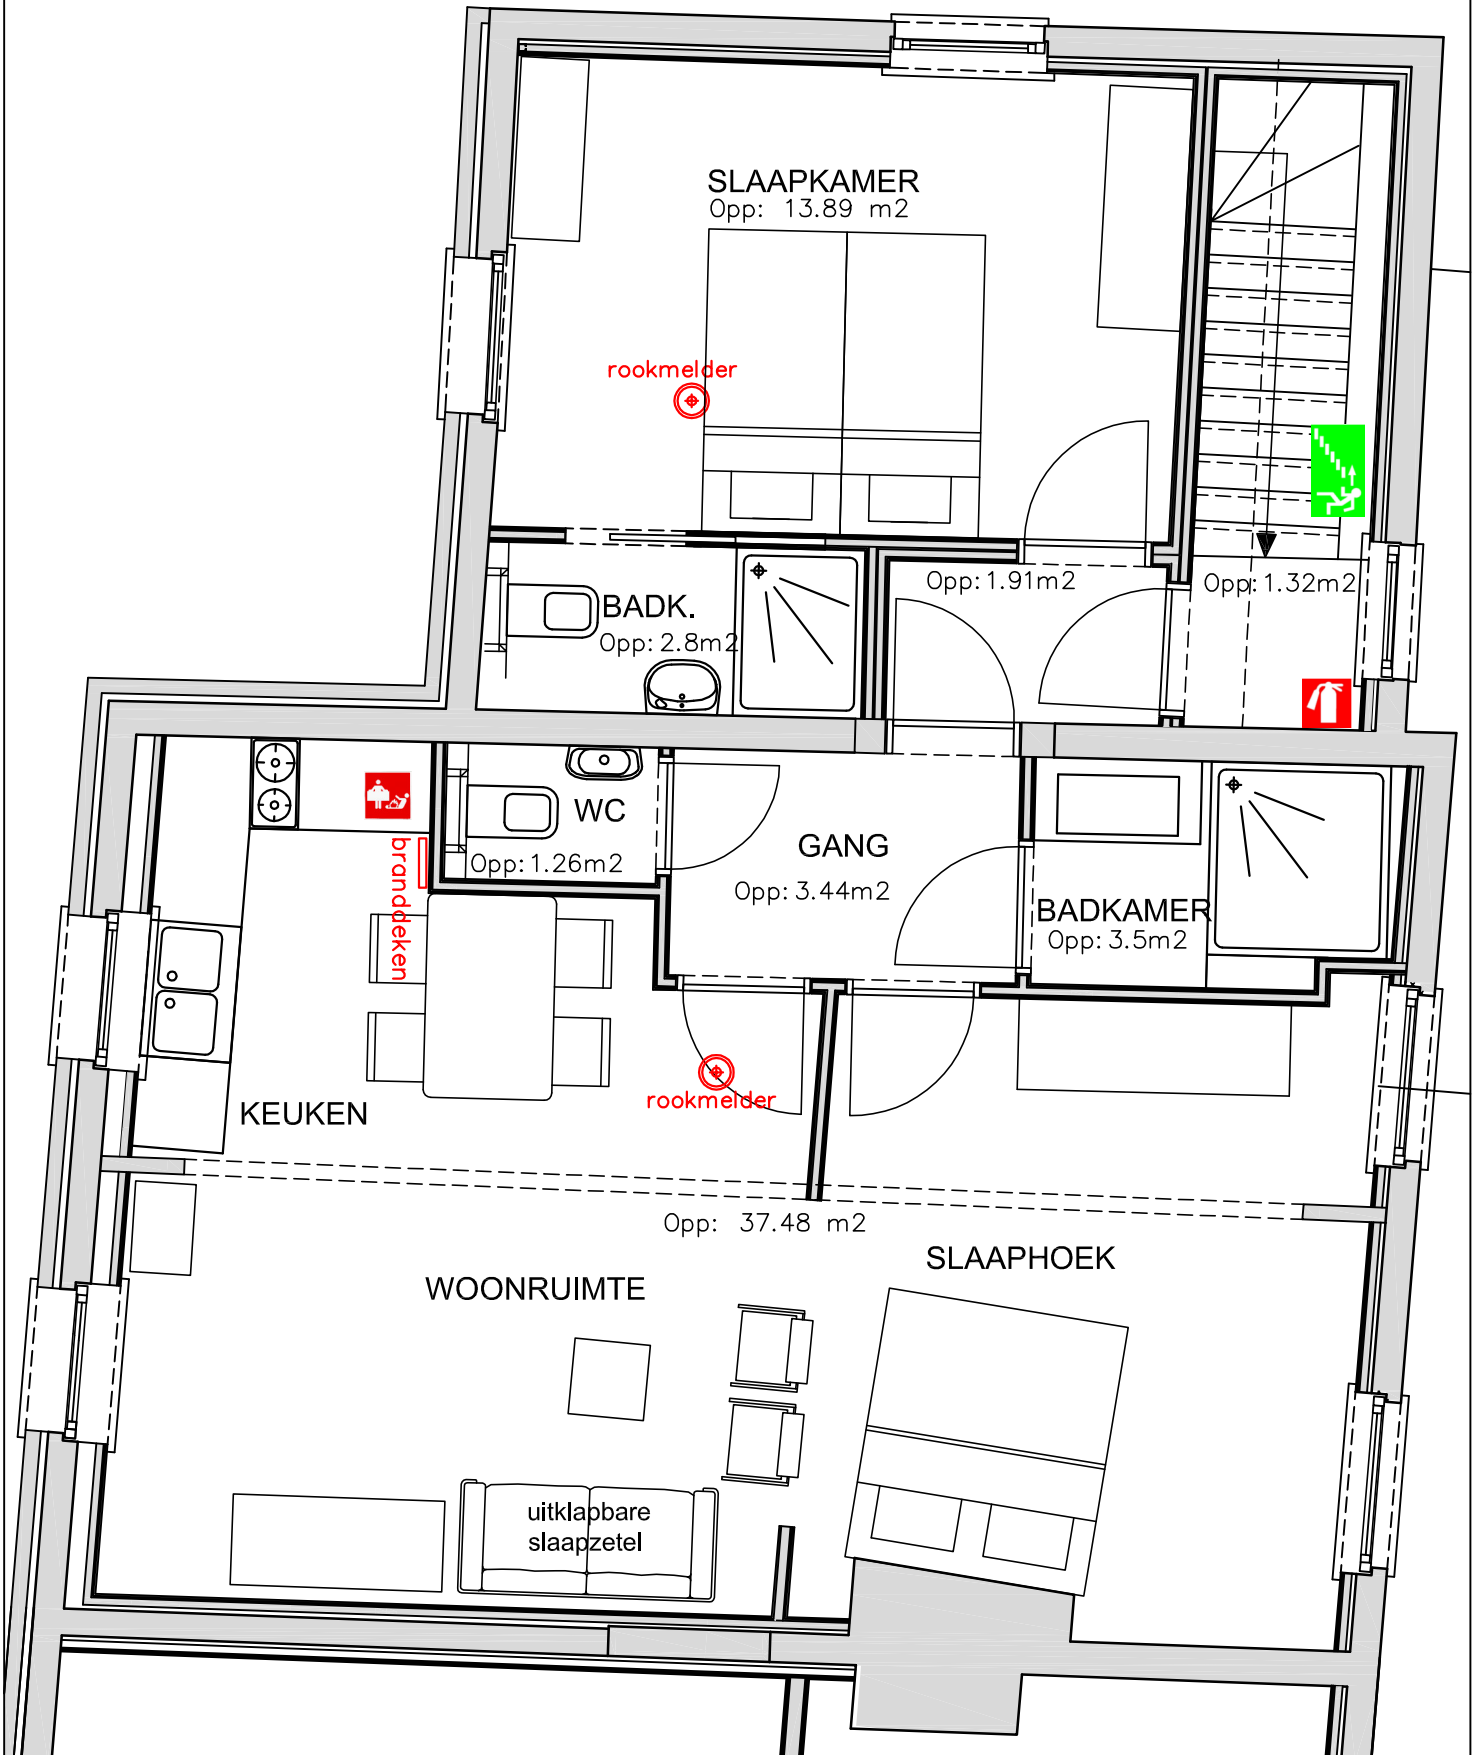 SLAAPKAMER
Opp: 13.89 m2
rookmelder
Opp: 1.91m2
Opp: 1.32m2
BADK.
Opp: 2.8m2
WC
Opp: 1.26m2
GANG
Opp: 3.44m2
BADKAMER
Opp: 3.5m2
branddeken
KEUKEN
rookmelder
Opp: 37.48 m2
SLAAPHOEK
WOONRUIMTE
uitklapbare
slaapzetel